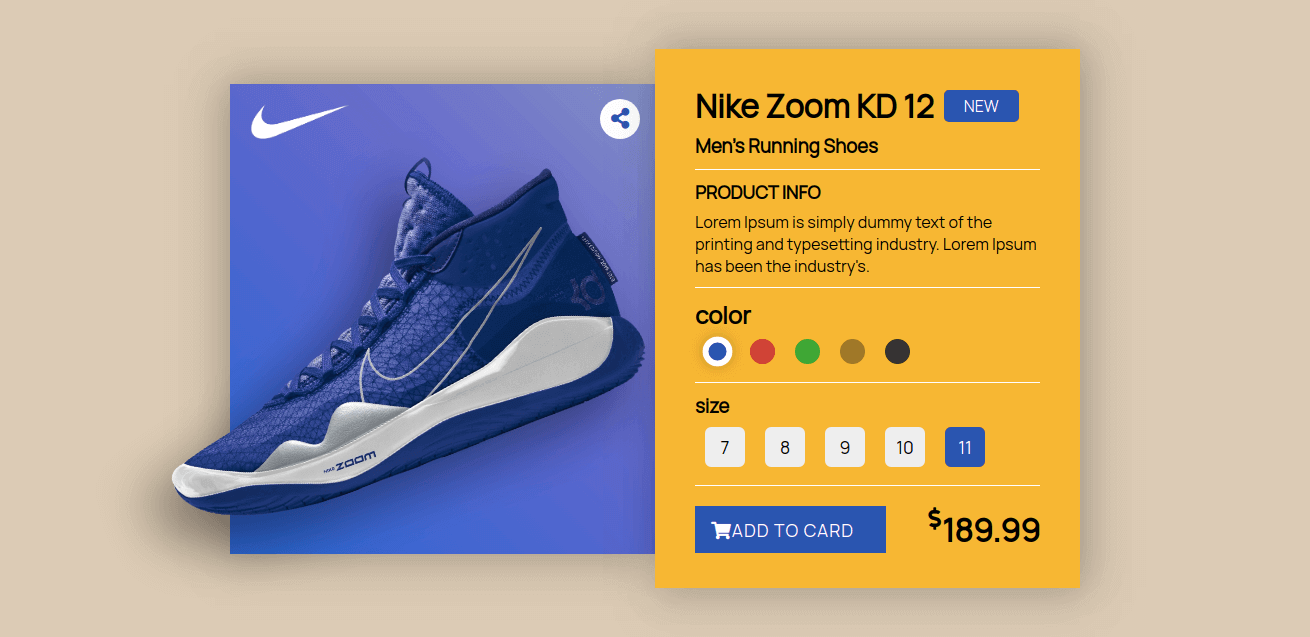 Nike Zoom KD 12 NEW
Men's Running Shoes
PRODUCT INFO
Lorem Ipsum is simply dummy text of the
printing and typesetting industry. Lorem Ipsum
has been the industry's.
color
size
7 8 9 10 11
ADD TO CARD $189.99
NIKE ZOOM